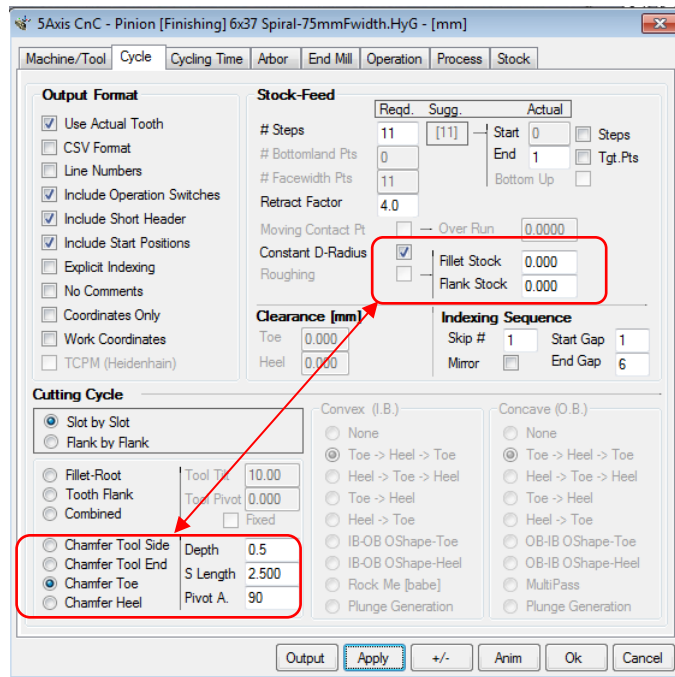 5Axis CnC - Pinion [Finishing] 6x37 Spiral-75mmFwidth.HyG - [mm]
Machine/Tool Cycle Cycling Time Arbor End Mill Operation Process Stock
Output Format
Use Actual Tooth
CSV Format
Line Numbers
Include Operation Switches
Include Short Header
Include Start Positions
Explicit Indexing
No Comments
Coordinates Only
Work Coordinates
TCPM (Heidenhain)
Stock-Feed
Reqd. Sugg. Actual
# Steps 11 [11] Start 0 Steps
# Bottomland Pts 0 End 1 Tgt.Pts
# Facewidth Pts 11 Bottom Up
Retract Factor 4.0
Moving Contact Pt Over Run 0.0000
Constant D-Radius Fillet Stock 0.000
Roughing Flank Stock 0.000
Clearance [mm] Indexing Sequence
Toe 0.000 Skip # 1 Start Gap 1
Heel 0.000 Mirror End Gap 6
Cutting Cycle
Slot by Slot
Flank by Flank
Fillet-Root Tool Tilt 10.00
Tooth Flank Tool Pivot 0.000
Combined Fixed
Chamfer Tool Side Depth 0.5
Chamfer Tool End S Length 2.500
Chamfer Toe Pivot A. 90
Chamfer Heel
Convex (I.B.)
None
Toe -> Heel -> Toe
Heel -> Toe -> Heel
Toe -> Heel
Heel -> Toe
IB-OB OShape-Toe
IB-OB OShape-Heel
Rock Me [babe]
Plunge Generation
Concave (O.B.)
None
Toe -> Heel -> Toe
Heel -> Toe -> Heel
Toe -> Heel
Heel -> Toe
OB-IB OShape-Toe
OB-IB OShape-Heel
MultiPass
Plunge Generation
Output Apply +/- Anim Ok Cancel